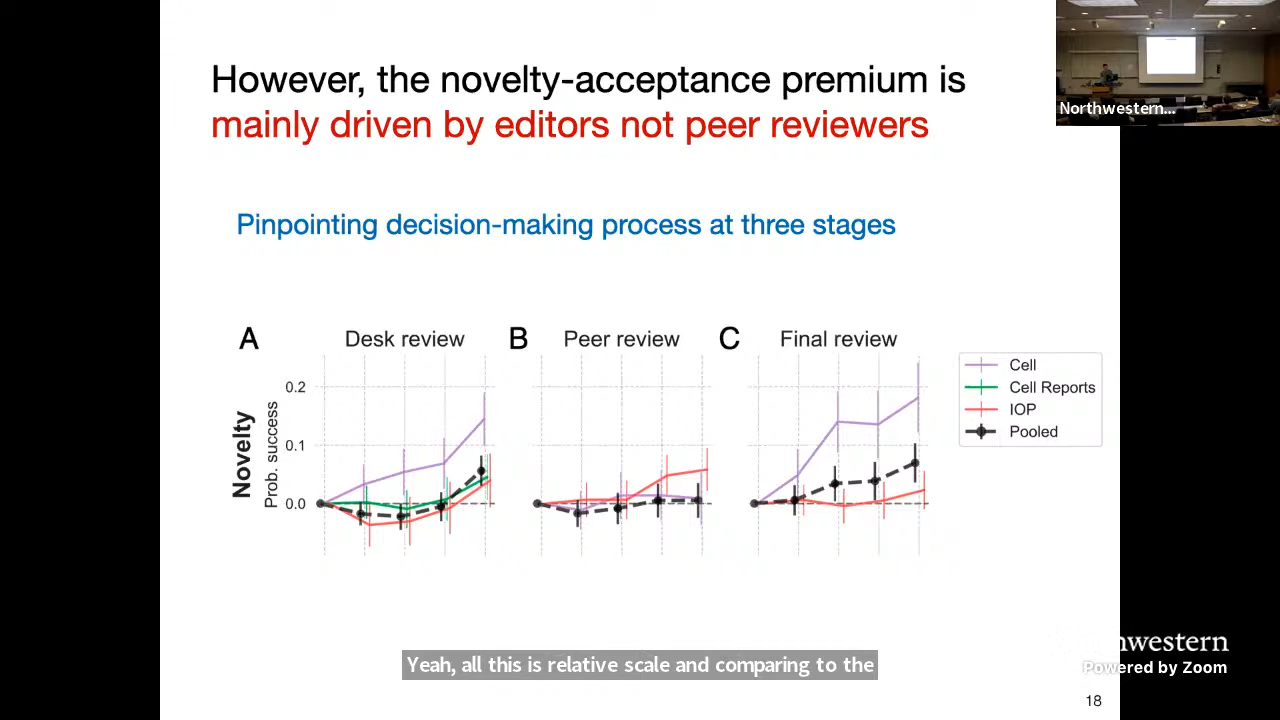 However, the novelty-acceptance premium is
mainly driven by editors not peer reviewers
Northwestern...
Pinpointing decision-making process at three stages
A
Desk review
B
Peer review
C
Final review
Novelty
Prob. success
0.2
0.1
0.0
Cell
Cell Reports
IOP
Pooled
Yeah, all this is relative scale and comparing to the
western
Powered by Zoom
18